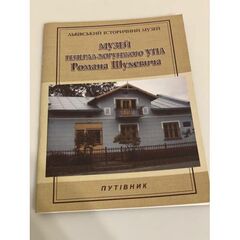 ЛЬВІВСЬКИЙ ІСТОРИЧНИЙ МУЗЕЙ
МУЗЕЙ
ГЕНЕРАЛ-ХОРУНЖОГО УПА
Романа Шухевича
ПУТІВНИК